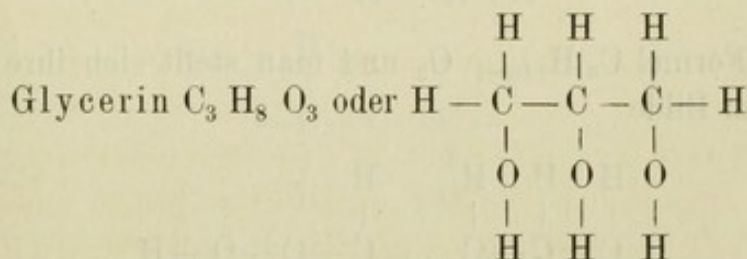 H H H
| | |
Glycerin C₃ H₈ O₃ oder H — C — C — C — H
| | |
O O O
| | |
H H H